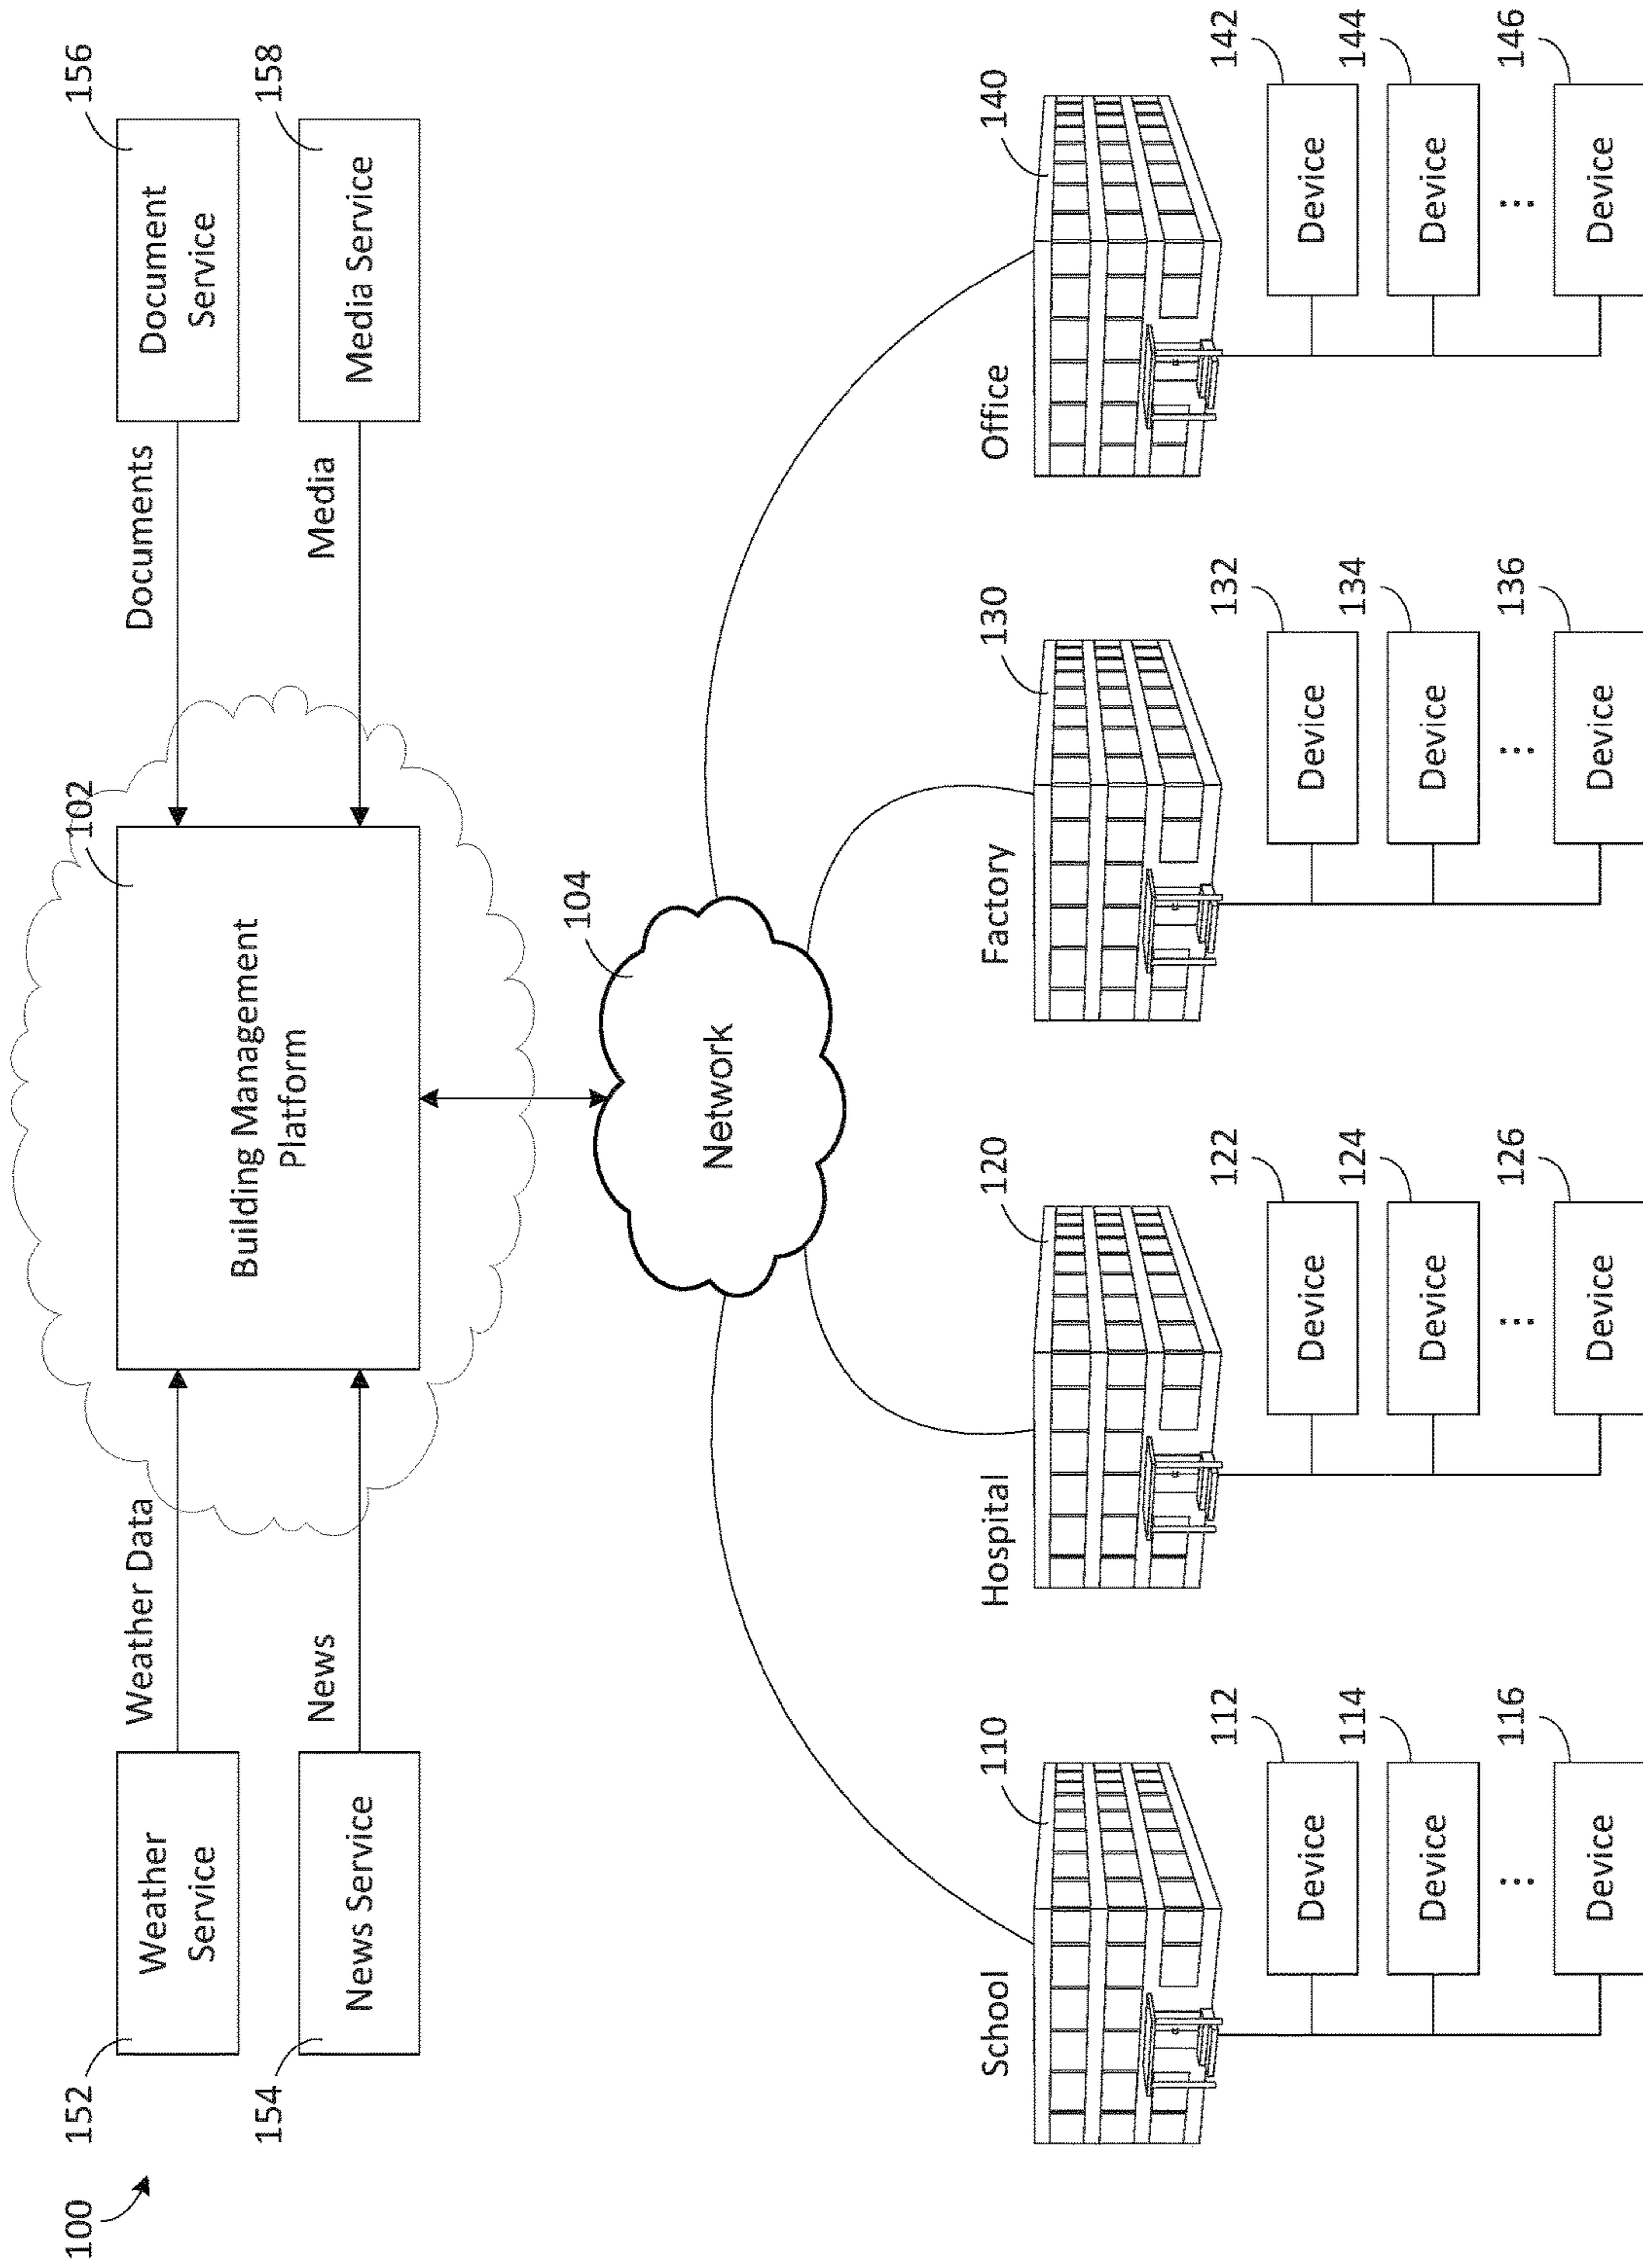 100
152
Weather
Service
Weather Data
102
Building Management
Platform
Documents
Document
Service
156
154
News Service
News
Media
Media Service
158
104
Network
School
110
Hospital
120
Factory
130
Office
140
Device
112
Device
122
Device
132
Device
142
Device
114
Device
124
Device
134
Device
144
Device
116
Device
126
Device
136
Device
146